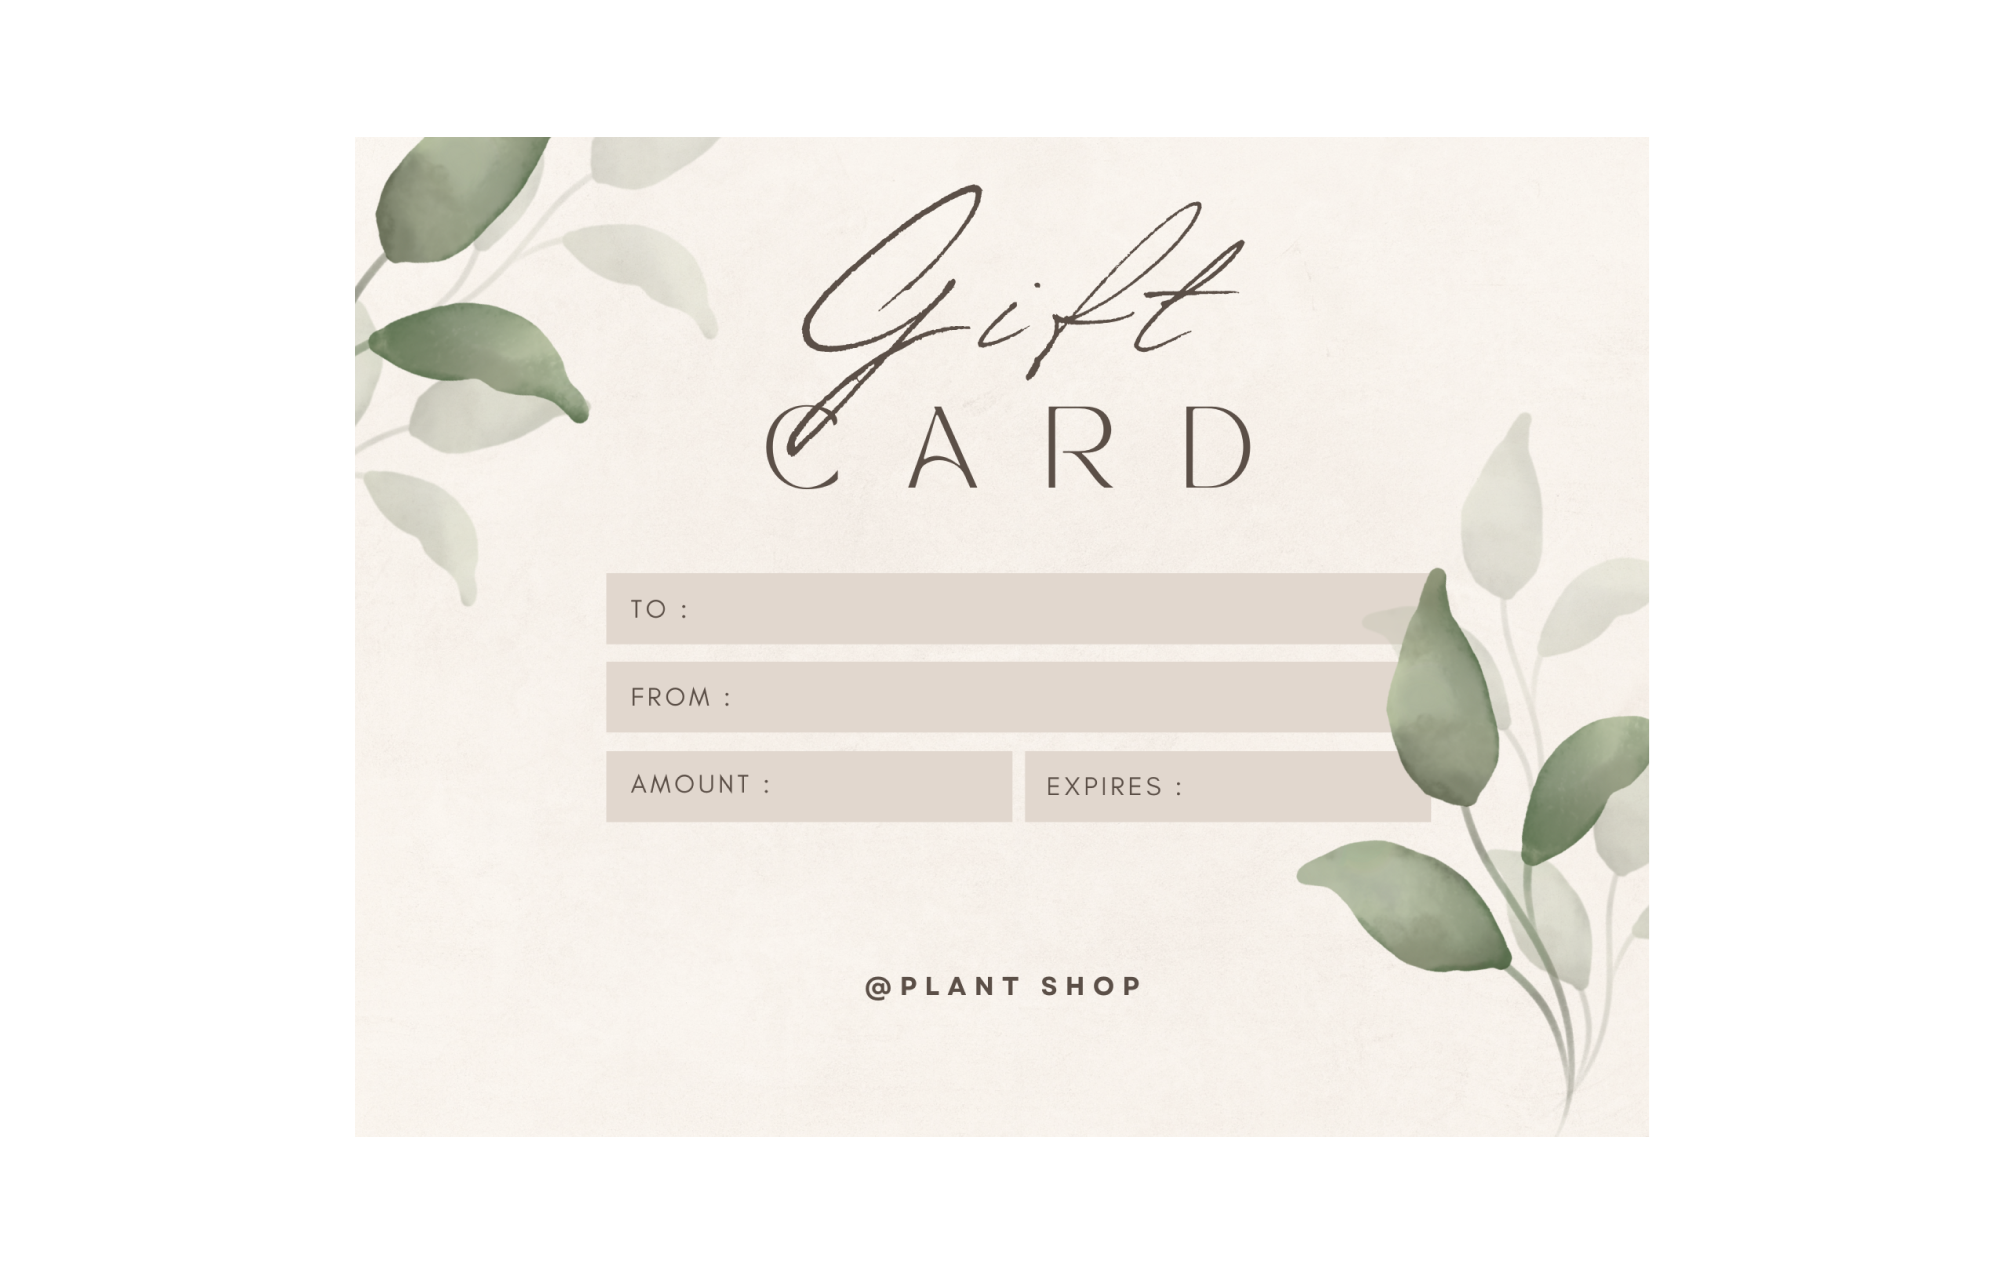 Gift
CARD
TO :
FROM :
AMOUNT :
EXPIRES :
@PLANT SHOP